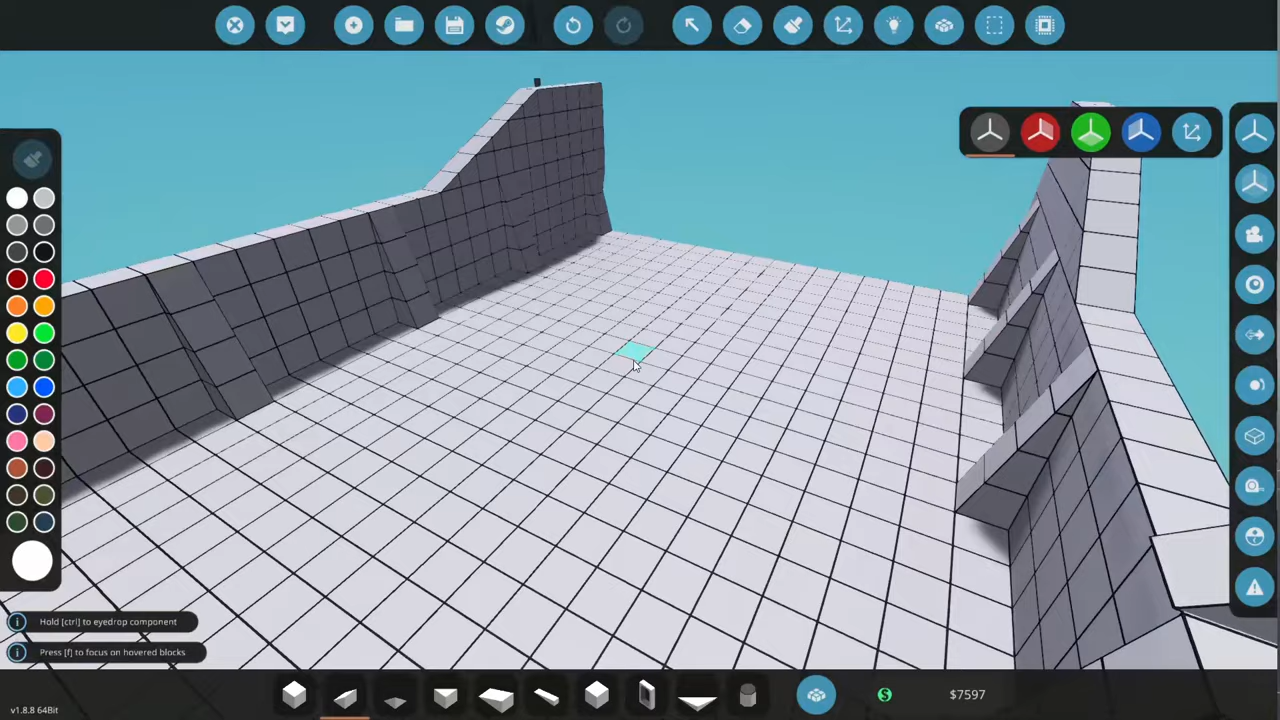 Hold [ctrl] to eyedrop component
Press [f] to focus on hovered blocks
v1.8.8 64Bit
$ $7597